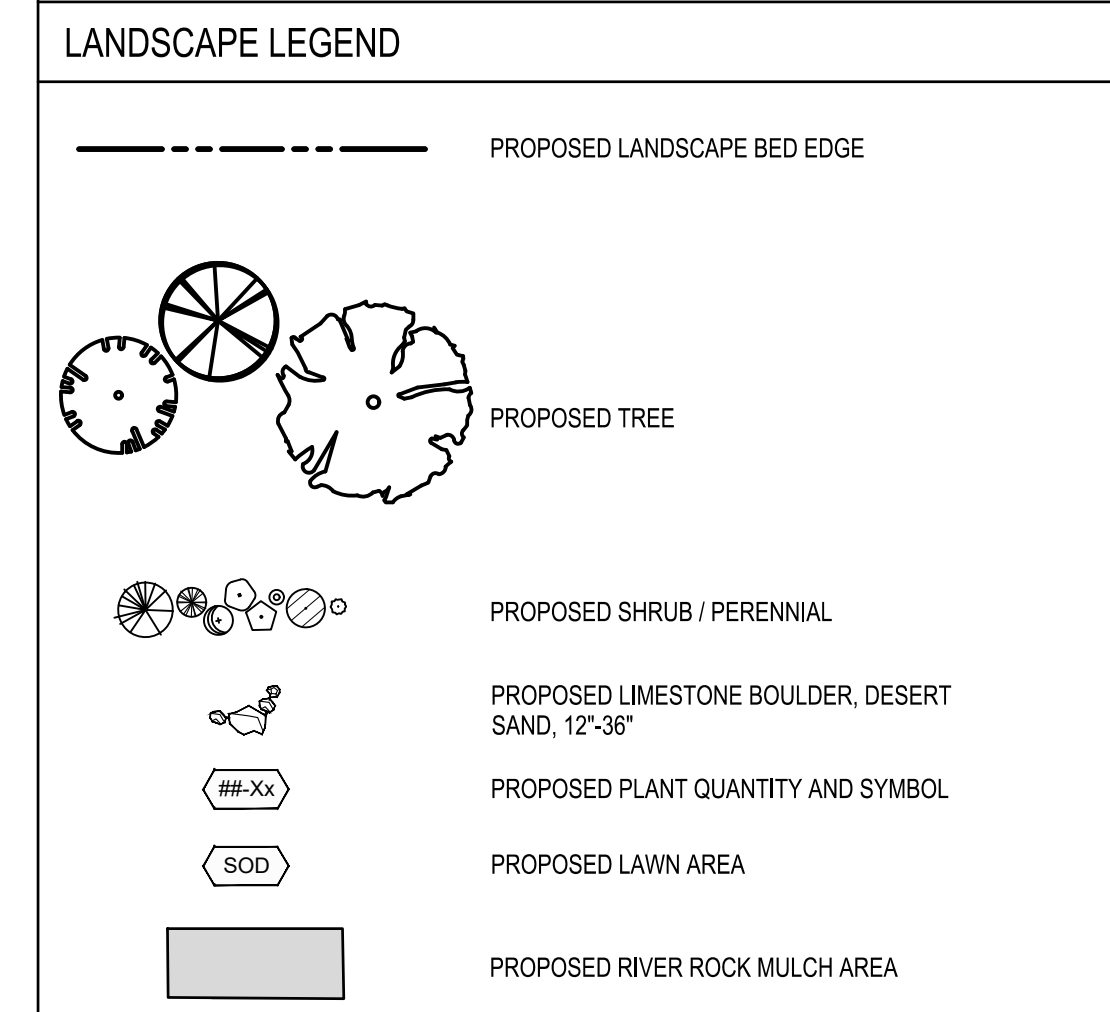 LANDSCAPE LEGEND
PROPOSED LANDSCAPE BED EDGE
PROPOSED TREE
PROPOSED SHRUB / PERENNIAL
PROPOSED LIMESTONE BOULDER, DESERT
SAND, 12"-36"
##-Xx
PROPOSED PLANT QUANTITY AND SYMBOL
SOD
PROPOSED LAWN AREA
PROPOSED RIVER ROCK MULCH AREA